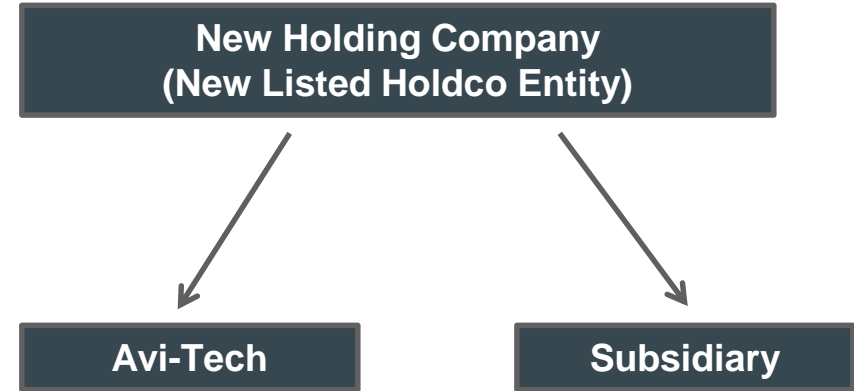 New Holding Company
(New Listed Holdco Entity)
Avi-Tech
Subsidiary